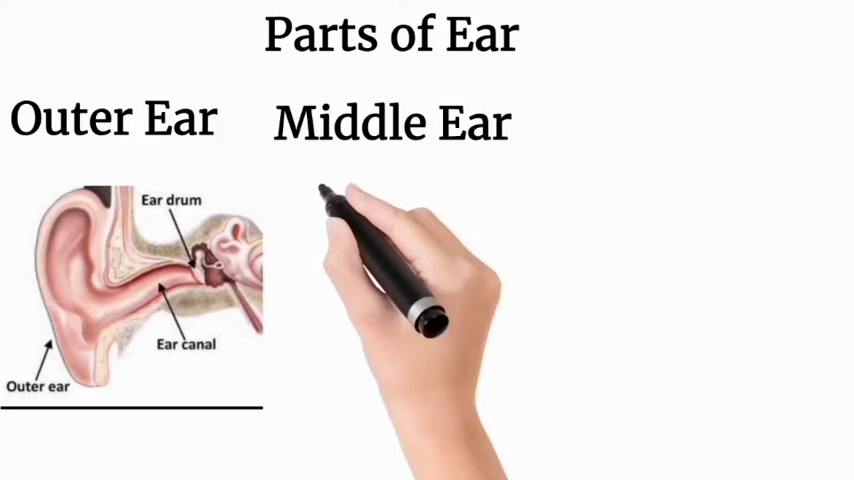 Parts of Ear
Outer Ear
Middle Ear
Ear drum
Ear canal
Outer ear